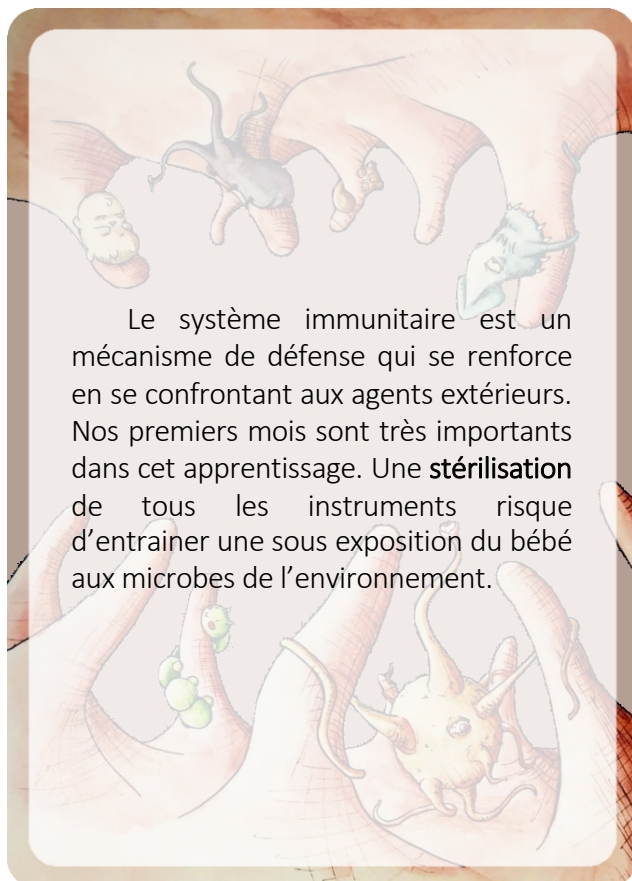 Le système immunitaire est un
mécanisme de défense qui se renforce
en se confrontant aux agents extérieurs.
Nos premiers mois sont très importants
dans cet apprentissage. Une stérilisation
de tous les instruments risque
d’entrainer une sous exposition du bébé
aux microbes de l’environnement.